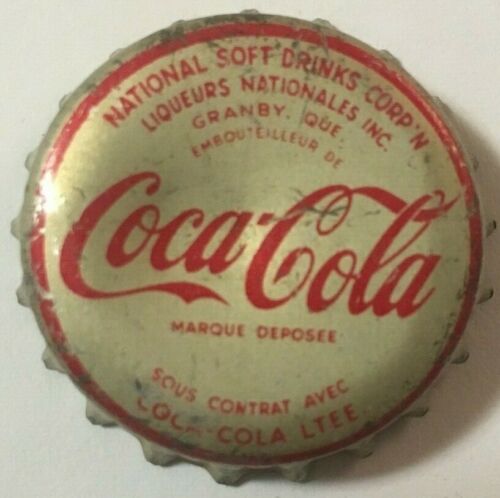 NATIONAL SOFT DRINKS CORP'N
LIQUEURS NATIONALES INC.
GRANBY, QUE.
EMBOUTEILLEUR DE
Coca-Cola
MARQUE DEPOSEE
SOUS CONTRAT AVEC
COCA-COLA LTEE